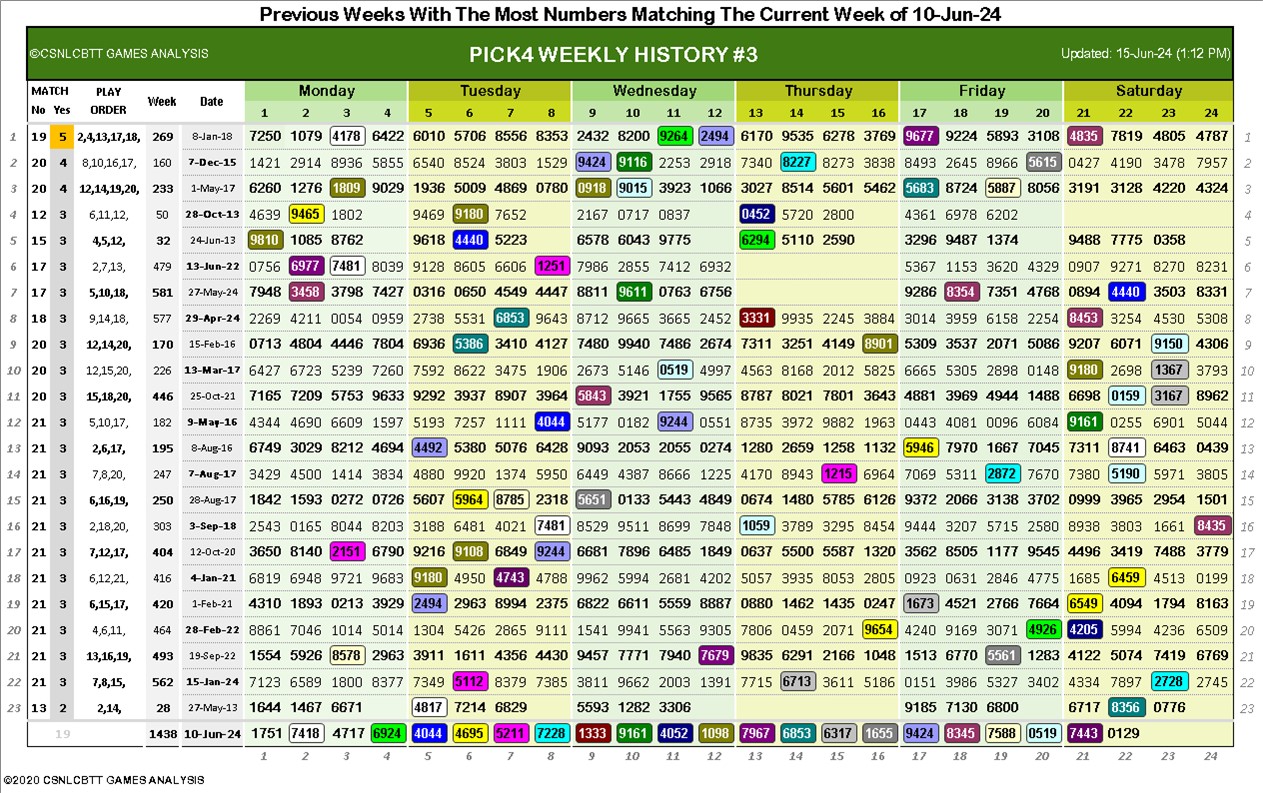 Previous Weeks With The Most Numbers Matching The Current Week of 10-Jun-24
©CSNLCBTT GAMES ANALYSIS PICK4 WEEKLY HISTORY #3 Updated: 15-Jun-24 (1:12 PM)
MATCH PLAY Week Date Monday Tuesday Wednesday Thursday Friday Saturday
No Yes ORDER 1 2 3 4 5 6 7 8 9 10 11 12 13 14 15 16 17 18 19 20 21 22 23 24
1 19 5 2,4,13,17,18, 269 8-Jan-18 7250 1079 4178 6422 6010 5706 8556 8353 2432 8200 9264 2494 6170 9535 6278 3769 9677 9224 5893 3108 4835 7819 4805 4787 1
2 20 4 8,10,16,17, 160 7-Dec-15 1421 2914 8936 5855 6540 8524 3803 1529 9424 9116 2253 2918 7340 8227 8273 3838 8493 2645 8966 5615 0427 4190 3478 7957 2
3 20 4 12,14,19,20, 233 1-May-17 6260 1276 1809 9029 1936 5009 4869 0780 0918 9015 3923 1066 3027 8514 5601 5462 5683 8724 5887 8056 3191 3128 4220 4324 3
4 12 3 6,11,12, 50 28-Oct-13 4639 9465 1802 9469 9180 7652 2167 0717 0837 0452 5720 2800 4361 6978 6202 4
5 15 3 4,5,12, 32 24-Jun-13 9810 1085 8762 9618 4440 5223 6578 6043 9775 6294 5110 2590 3296 9487 1374 9488 7775 0358 5
6 17 3 2,7,13, 479 13-Jun-22 0756 6977 7481 8039 9128 8605 6606 1251 7986 2855 7412 6932 5367 1153 3620 4329 0907 9271 8270 8231 6
7 17 3 5,10,18, 581 27-May-24 7948 3458 3798 7427 0316 0650 4549 4447 8811 9611 0763 6756 9286 8354 7351 4768 0894 4440 3503 8331 7
8 18 3 9,14,18, 577 29-Apr-24 2269 4211 0054 0959 2738 5531 6853 9643 8712 9665 3665 2452 3331 9935 2245 3884 3014 3959 6158 2254 8453 3254 4530 5308 8
9 20 3 12,14,20, 170 15-Feb-16 0713 4804 4446 7804 6936 5386 3410 4127 7480 9940 7486 2674 7311 3251 4149 8901 5309 3537 2071 5086 9207 6071 9150 4306 9
10 20 3 12,15,20, 226 13-Mar-17 6427 6723 5239 7260 7592 8622 3475 1906 2673 5146 0519 4997 4563 8168 2012 5825 6665 5305 2898 0148 9180 2698 1367 3793 10
11 20 3 15,18,20, 446 25-Oct-21 7165 7209 5753 9633 9292 3937 8907 3964 5843 3921 1755 9565 8787 8021 7801 3643 4881 3969 4944 1488 6698 0159 3167 8962 11
12 21 3 5,10,17, 182 9-May-16 4344 4690 6609 1597 5193 7257 1111 4044 5177 0182 9244 0551 8735 3972 9882 1963 0443 4081 0096 6084 9161 0255 6901 5044 12
13 21 3 2,6,17, 195 8-Aug-16 6749 3029 8212 4694 4492 5380 5076 6428 9093 2053 2055 0274 1280 2659 1258 1132 5946 7970 1667 7045 7311 8741 6463 0439 13
14 21 3 7,8,20, 247 7-Aug-17 3429 4500 1414 3834 4880 9920 1374 5950 6449 4387 8666 1225 4170 8943 1215 6964 7069 5311 2872 7670 7380 5190 5971 3805 14
15 21 3 6,16,19, 250 28-Aug-17 1842 1593 0272 0726 5607 5964 8785 2318 5651 0133 5443 4849 0674 1480 5785 6126 9372 2066 3138 3702 0999 3965 2954 1501 15
16 21 3 2,18,20, 303 3-Sep-18 2543 0165 8044 8203 3188 6481 4021 7481 8529 9511 8699 7848 1059 3789 3295 8454 9444 3207 5715 2580 8938 3803 1661 8435 16
17 21 3 7,12,17, 404 12-Oct-20 3650 8140 2151 6790 9216 9108 6849 9244 6681 7896 6485 1849 0637 5500 5587 1320 3562 8505 1177 9545 4496 3419 7488 3779 17
18 21 3 6,12,21, 416 4-Jan-21 6819 6948 9721 9683 9180 4950 4743 4788 9962 5994 2681 4202 5057 3935 8053 2805 0923 0631 2846 4775 1685 6459 4513 0199 18
19 21 3 6,15,17, 420 1-Feb-21 4310 1893 0213 3929 2494 2963 8994 2375 6822 6611 5559 8887 0880 1462 1435 0247 1673 4521 2766 7664 6549 4094 1794 8163 19
20 21 3 4,6,11, 464 28-Feb-22 8861 7046 1014 5014 1304 5426 2865 9111 1541 9941 5563 9305 7806 0459 2071 9654 4240 9169 3071 4926 4205 5994 4236 6509 20
21 21 3 13,16,19, 493 19-Sep-22 1554 5926 8578 2963 3911 1611 4356 4430 9457 7771 7940 7679 9835 6291 2166 1048 1513 6770 5561 1283 4122 5074 7419 6769 21
22 21 3 7,8,15, 562 15-Jan-24 7123 6589 1800 8377 7349 5112 8379 7385 3811 9662 2003 1391 7715 6713 3611 5186 0151 3986 5327 3402 4334 7897 2728 2245 22
23 13 2 2,14, 28 27-May-13 1644 1467 6671 4817 7214 6829 5593 1282 3306 9185 7130 6800 6717 8356 0776 23
19 1438 10-Jun-24 1751 7418 4717 6924 4044 4695 5211 7228 1333 9161 4052 1098 7967 6853 6317 1655 9424 8345 7588 0519 7443 0129
1 2 3 4 5 6 7 8 9 10 11 12 13 14 15 16 17 18 19 20 21 22 23 24
©2020 CSNLCBTT GAMES ANALYSIS